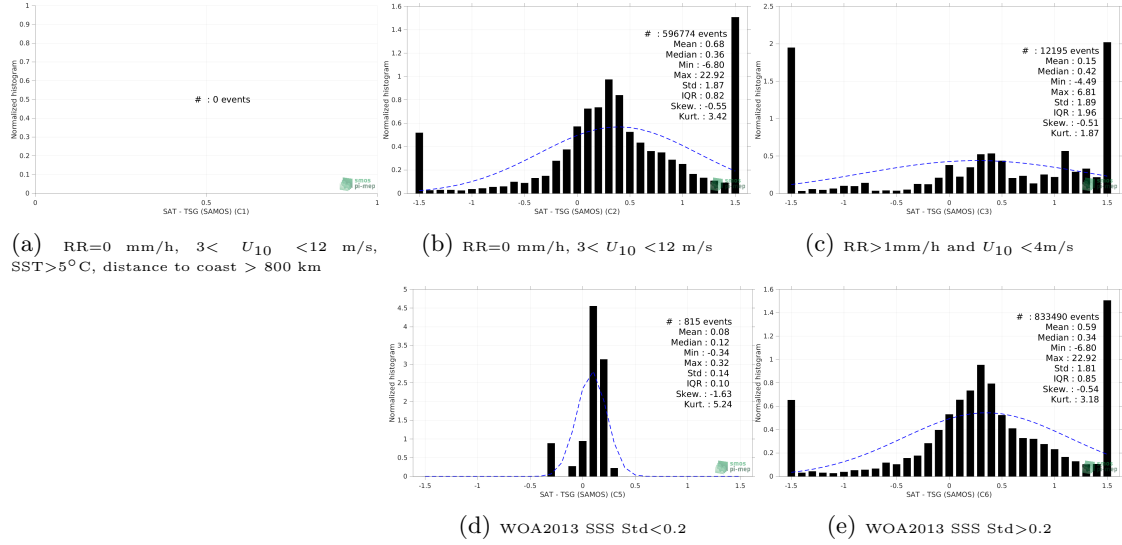 1
0.9
0.8
0.7
0.6
0.5
0.4
0.3
0.2
0.1
0
0 0.5 1
Normalized histogram
# : 0 events
smos
pi-mep
SAT - TSG (SAMOS) (C1)
(a) RR=0 mm/h, 3< U10 <12 m/s,
SST>5°C, distance to coast > 800 km
1.6
1.4
1.2
1
0.8
0.6
0.4
0.2
0
-1.5 -1 -0.5 0 0.5 1 1.5
Normalized histogram
# : 596774 events
Mean : 0.68
Median : 0.36
Min : -6.80
Max : 22.92
Std : 1.87
IQR : 0.82
Skew. : -0.55
Kurt. : 3.42
smos
pi-mep
SAT - TSG (SAMOS) (C2)
(b) RR=0 mm/h, 3< U10 <12 m/s
2.5
2
1.5
1
0.5
0
-1.5 -1 -0.5 0 0.5 1 1.5
Normalized histogram
# : 12195 events
Mean : 0.15
Median : 0.42
Min : -4.49
Max : 6.81
Std : 1.89
IQR : 1.96
Skew. : -0.51
Kurt. : 1.87
smos
pi-mep
SAT - TSG (SAMOS) (C3)
(c) RR>1mm/h and U10 <4m/s
5
4.5
4
3.5
3
2.5
2
1.5
1
0.5
0
-1.5 -1 -0.5 0 0.5 1 1.5
Normalized histogram
# : 815 events
Mean : 0.08
Median : 0.12
Min : -0.34
Max : 0.32
Std : 0.14
IQR : 0.10
Skew. : -1.63
Kurt. : 5.24
smos
pi-mep
SAT - TSG (SAMOS) (C5)
(d) WOA2013 SSS Std<0.2
1.6
1.4
1.2
1
0.8
0.6
0.4
0.2
0
-1.5 -1 -0.5 0 0.5 1 1.5
Normalized histogram
# : 833490 events
Mean : 0.59
Median : 0.34
Min : -6.80
Max : 22.92
Std : 1.81
IQR : 0.85
Skew. : -0.54
Kurt. : 3.18
smos
pi-mep
SAT - TSG (SAMOS) (C6)
(e) WOA2013 SSS Std>0.2